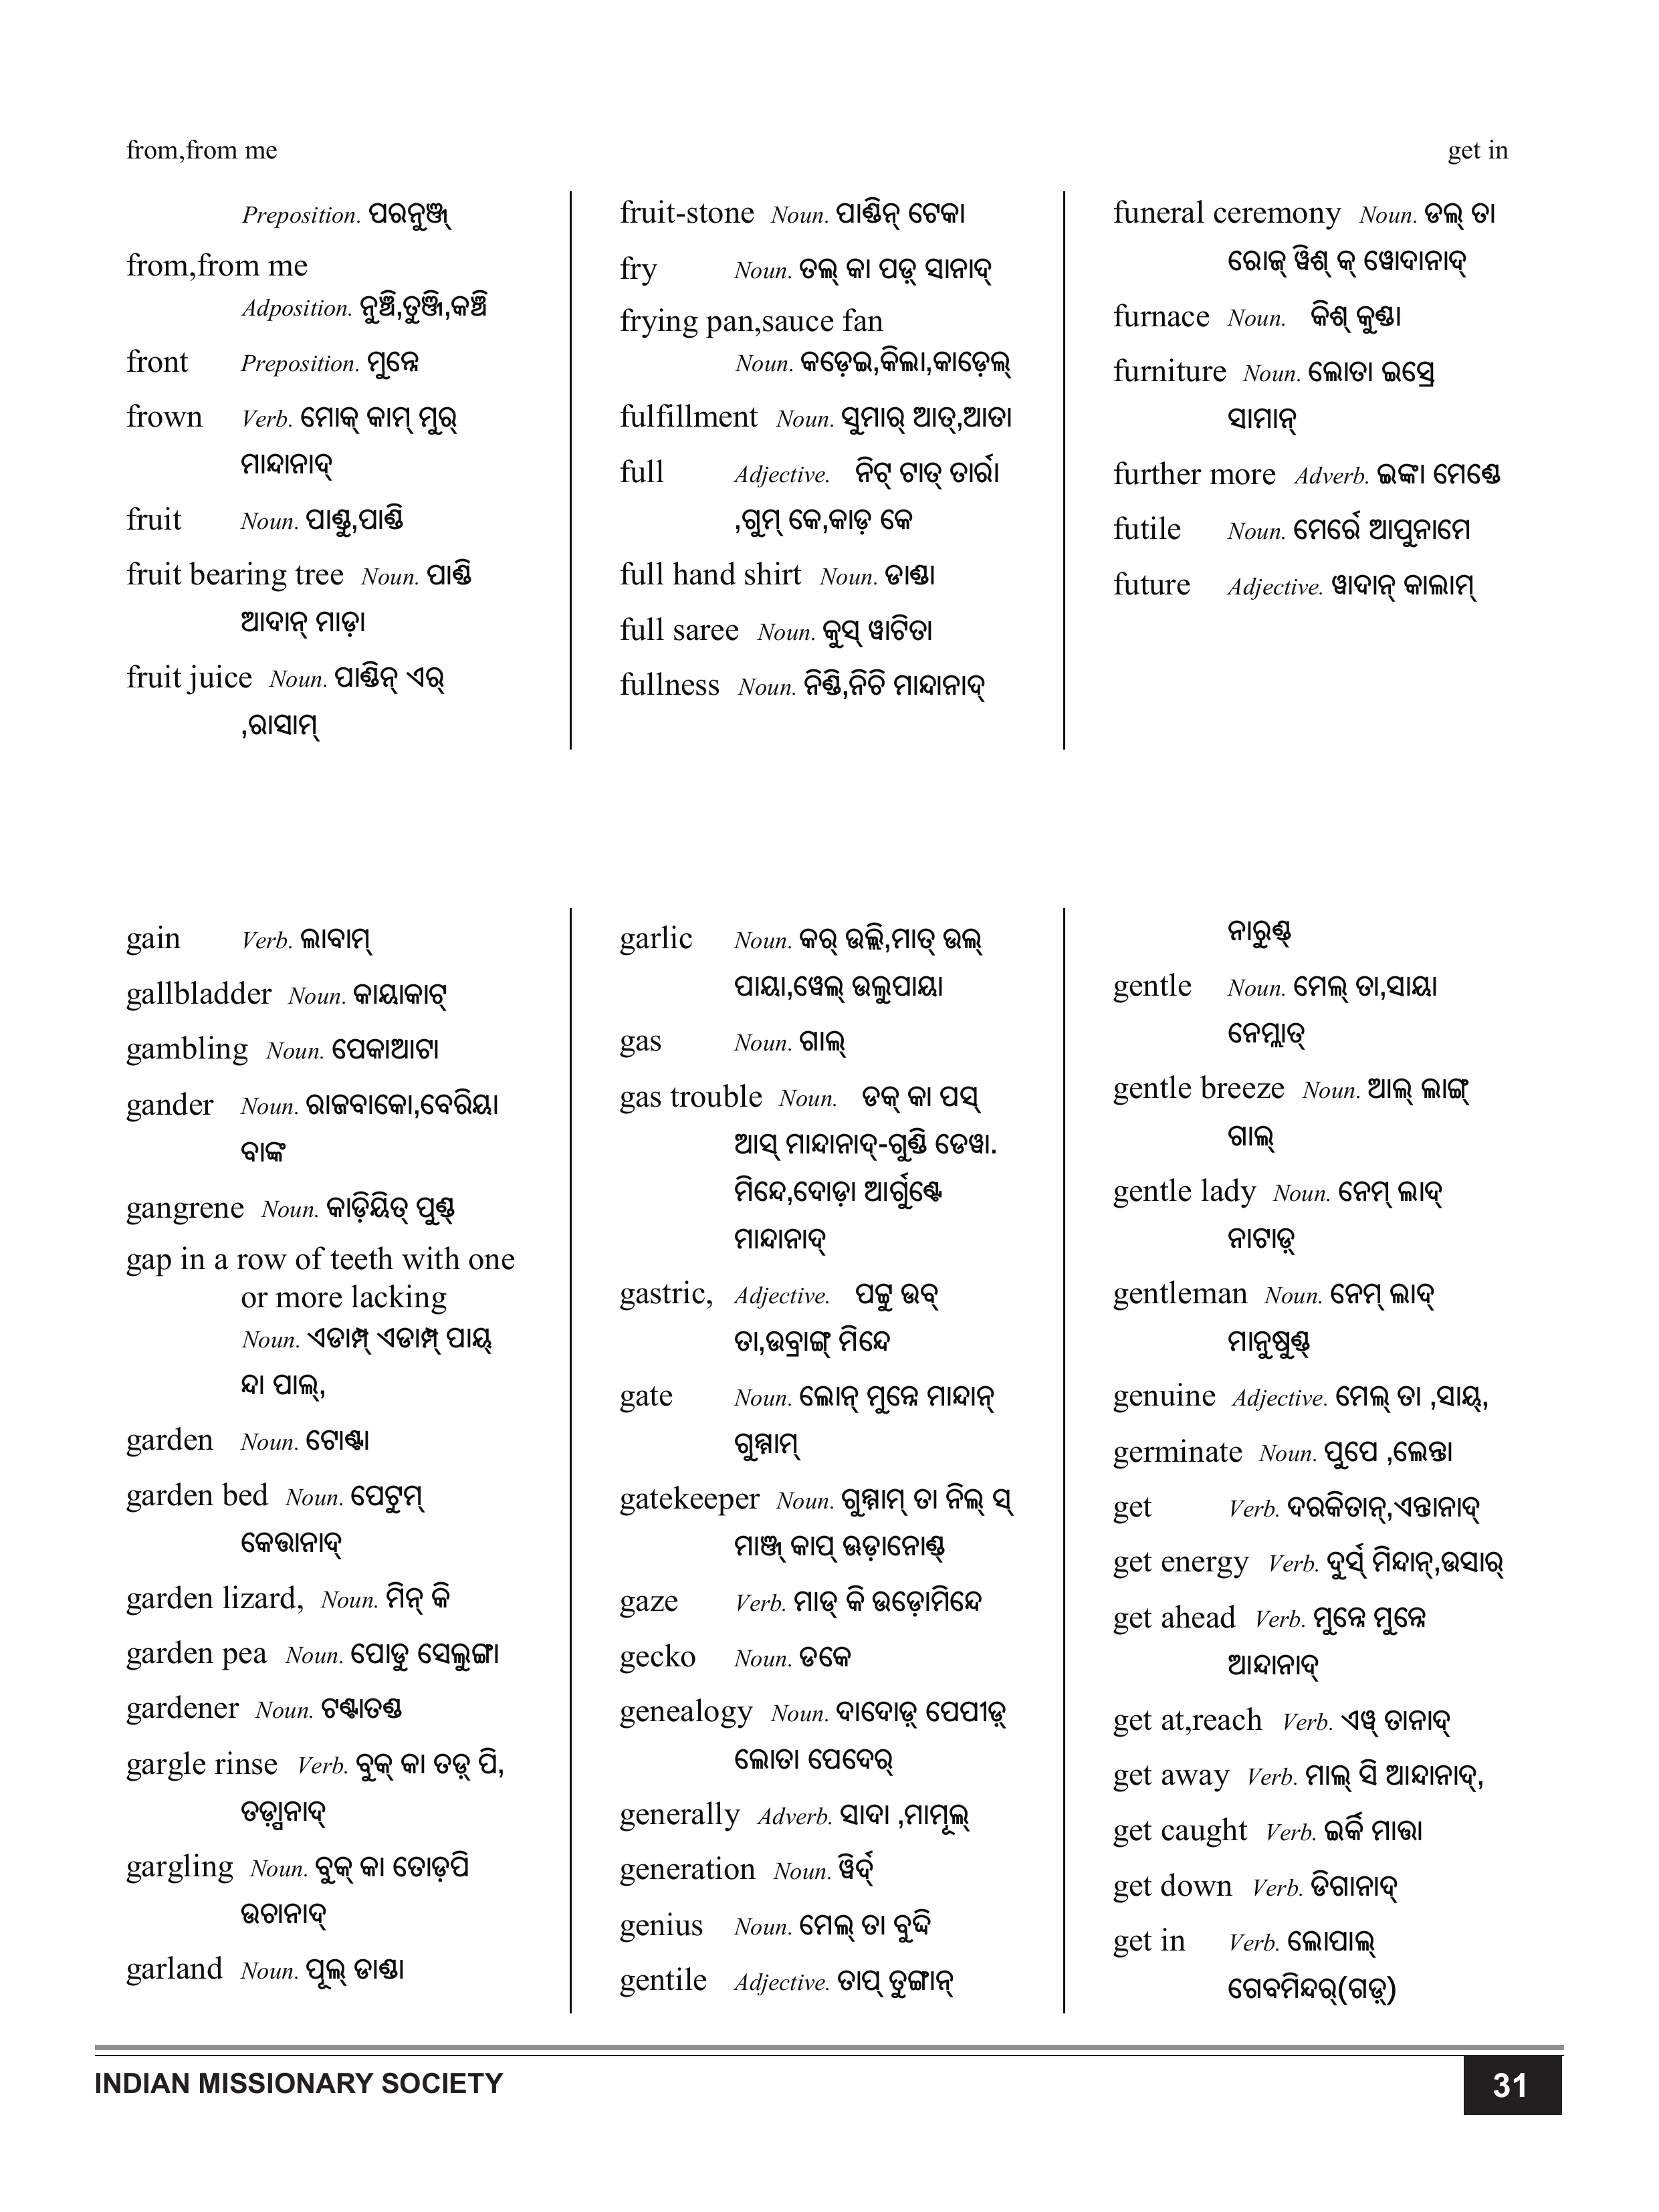 from,from me
get in
Preposition. ପରନୁଞ୍ଜ୍
from,from me
Adposition. ନୁଞ୍ଚି,ତୁଞ୍ଜି,କଞ୍ଚି
front Preposition. ମୁନ୍ନେ
frown Verb. ମୋକ୍ କାମ୍ ମୁର୍
ମାନ୍ଦାନାଦ୍
fruit Noun. ପାଣ୍ଡୁ,ପାଣ୍ଡି
fruit bearing tree Noun. ପାଣ୍ଡି
ଆଦାନ୍ ମାଡ଼ା
fruit juice Noun. ପାଣ୍ଡିନ୍ ଏର୍
,ରାସାମ୍
fruit-stone Noun. ପାଣ୍ଡିନ୍ ଟେକା
fry Noun. ତଲ୍ କା ପଡ଼୍ ସାନାଦ୍
frying pan,sauce fan
Noun. କଡ଼େଇ,କିଲା,କାଡ଼େଲ୍
fulfillment Noun. ସୁମାର୍ ଆତ୍,ଆତା
full Adjective. ନିଟ୍ ଟାତ୍ ତାର୍ରା
,ଗୁମ୍ କେ,କାଡ଼ କେ
full hand shirt Noun. ଡାଣ୍ଡା
full saree Noun. କୁସ୍ ୱାଟିତା
fullness Noun. ନିଣ୍ଡି,ନିଚି ମାନ୍ଦାନାଦ୍
funeral ceremony Noun. ଡଲ୍ ତା
ରୋଜ୍ ୱିଶ୍ କ୍ ୱୋଦାନାଦ୍
furnace Noun. କିଶ୍ କୁଣ୍ଡା
furniture Noun. ଲୋତା ଇସ୍ରେ
ସାମାନ୍
further more Adverb. ଇଙ୍କା ମେଣ୍ଡେ
futile Noun. ମେର୍ରେ ଆପୁନାମେ
future Adjective. ୱାଦାନ୍ କାଲାମ୍
gain Verb. ଲାବାମ୍
gallbladder Noun. କାୟାକାଟ୍
gambling Noun. ପେକାଆଟା
gander Noun. ରାଜବାକୋ,ବେରିୟା
ବାଙ୍କ
gangrene Noun. କାଡ଼ିୟିତ୍ ପୁଣ୍ଡ୍
gap in a row of teeth with one
or more lacking
Noun. ଏଡାମ୍ପ୍ ଏଡାମ୍ପ୍ ପାୟ୍
ନ୍ଦା ପାଲ୍,
garden Noun. ଟୋଣ୍ଟା
garden bed Noun. ପେଟୁମ୍
କେଉାନାଦ୍
garden lizard, Noun. ମିନ୍ କି
garden pea Noun. ପୋଡୁ ସେଲୁଙ୍ଗା
gardener Noun. ଟଣ୍ଟାତଣ୍ଡ
gargle rinse Verb. ବୁକ୍ କା ତଡ଼୍ ପି,
ତଡ଼୍ପାନାଦ୍
gargling Noun. ବୁକ୍ କା ତୋଡ଼ପି
ଉଚାନାଦ୍
garland Noun. ପୂଲ୍ ଡାଣ୍ଡା
garlic Noun. କର୍ ଉଲ୍ଲି,ମାତ୍ ଉଲ୍
ପାୟା,ୱେଲ୍ ଉଲୁପାୟା
gas Noun. ଗାଲ୍
gas trouble Noun. ଡକ୍ କା ପସ୍
ଆସ୍ ମାନ୍ଦାନାଦ୍-ଗୁଣ୍ଡି ଡେୱା.
ମିନ୍ଦେ,ଦୋଡ଼ା ଆର୍ଗୁଣ୍ଟେ
ମାନ୍ଦାନାଦ୍
gastric, Adjective. ପଟ୍ଟୁ ଉବ୍
ତା,ଉବ୍ରାଙ୍ଗ୍ ମିନ୍ଦେ
gate Noun. ଲୋନ୍ ମୁନ୍ନେ ମାନ୍ଦାନ୍
ଗୁମ୍ମାମ୍
gatekeeper Noun. ଗୁମ୍ମାମ୍ ତା ନିଲ୍ ସ୍
ମାଞ୍ଜ୍ କାପ୍ ଊଡ଼ାନୋଣ୍ଡ୍
gaze Verb. ମାଡ୍ କି ଉଡ଼ୋମିନ୍ଦେ
gecko Noun. ଡକେ
genealogy Noun. ଦାଦୋଡ଼୍ ପେପୀଡ଼୍
ଲୋତା ପେଦେର୍
generally Adverb. ସାଦା ,ମାମୂଲ୍
generation Noun. ୱିର୍ଦ୍
genius Noun. ମେଲ୍ ତା ବୁଦ୍ଦି
gentile Adjective. ତାପ୍ ତୁଙ୍ଗାନ୍
ନାରୁଣ୍ଡ୍
gentle Noun. ମେଲ୍ ତା,ସାୟା
ନେମ୍ଲାତ୍
gentle breeze Noun. ଆଲ୍ ଲାଙ୍ଗ୍
ଗାଲ୍
gentle lady Noun. ନେମ୍ ଲାଦ୍
ନାଟାଡ଼୍
gentleman Noun. ନେମ୍ ଲାଦ୍
ମାନୁଷୁଣ୍ଡ୍
genuine Adjective. ମେଲ୍ ତା ,ସାୟ୍,
germinate Noun. ପୁପେ ,ଲେନ୍ତା
get Verb. ଦରକିତାନ୍,ଏନ୍ତାନାଦ୍
get energy Verb. ଦୁର୍ସ୍ ମିନ୍ଦାନ୍,ଉସାର୍
get ahead Verb. ମୁନ୍ନେ ମୁନ୍ନେ
ଆନ୍ଦାନାଦ୍
get at,reach Verb. ଏୱ୍ ତାନାଦ୍
get away Verb. ମାଲ୍ ସି ଆନ୍ଦାନାଦ୍,
get caught Verb. ଇର୍କି ମାତ୍ତା
get down Verb. ଡିଗାନାଦ୍
get in Verb. ଲୋପାଲ୍
ଗେବମିନ୍ଦର୍(ଗଡ଼୍)
INDIAN MISSIONARY SOCIETY
31